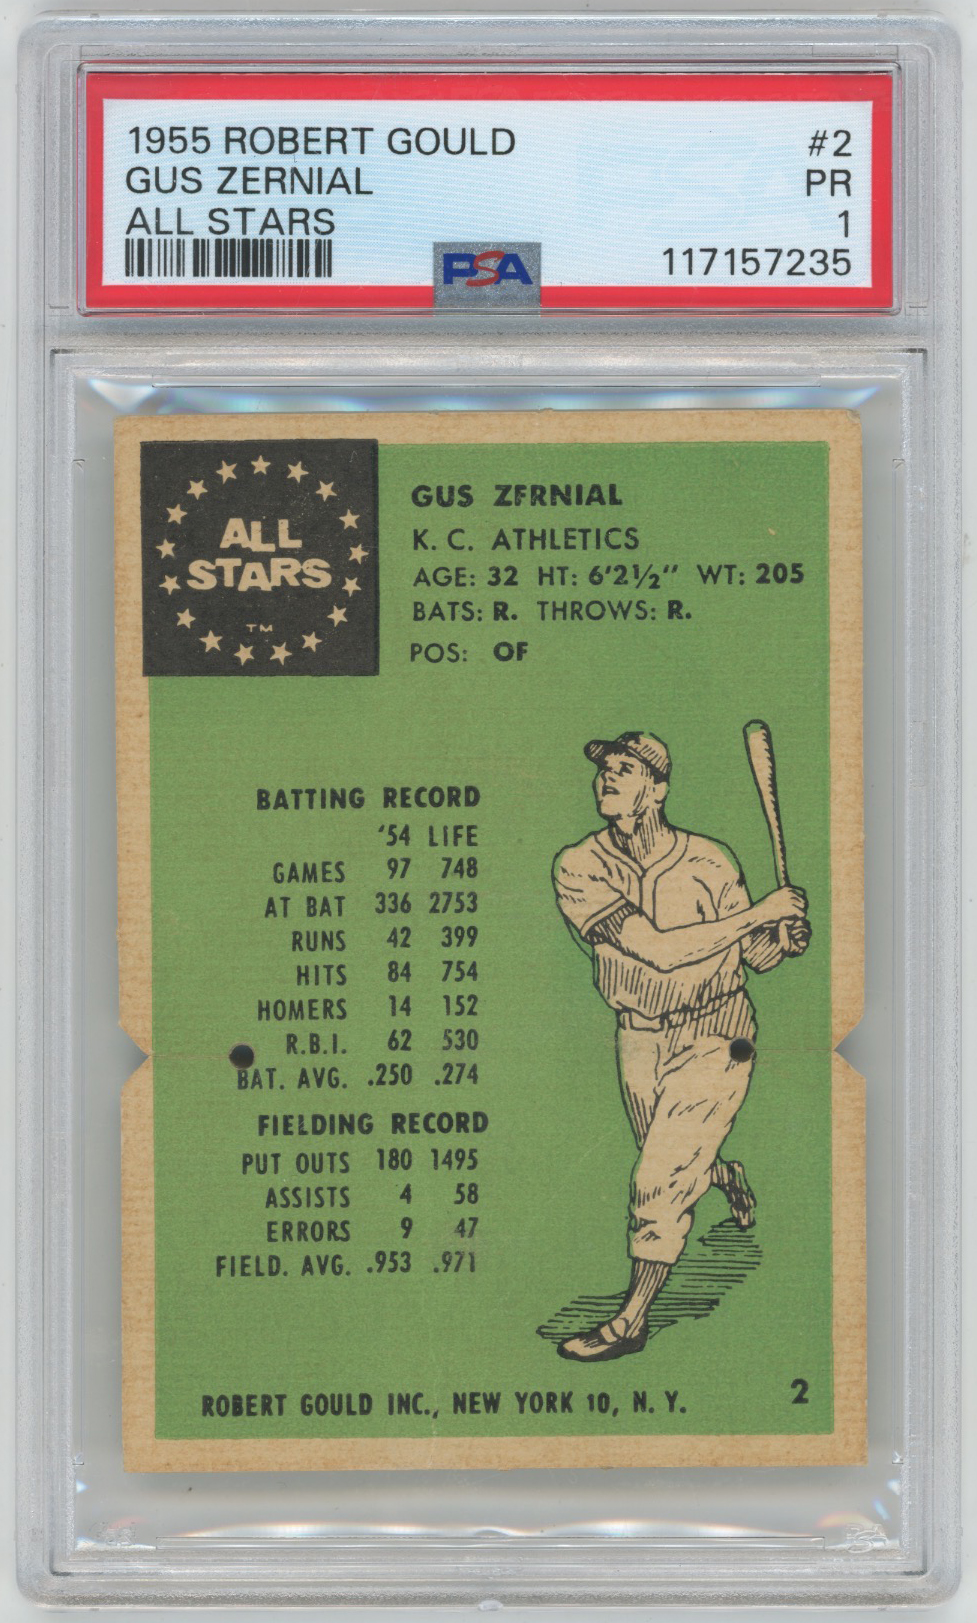 1955 ROBERT GOULD #2
GUS ZERNIAL PR
ALL STARS 1
PSA 117157235
ALL
STARS
TM
GUS ZERNIAL
K. C. ATHLETICS
AGE: 32 HT: 6'2½" WT: 205
BATS: R. THROWS: R.
POS: OF
BATTING RECORD
'54 LIFE
GAMES 97 748
AT BAT 336 2753
RUNS 42 399
HITS 84 754
HOMERS 14 152
R.B.I. 62 530
BAT. AVG. .250 .274
FIELDING RECORD
PUT OUTS 180 1495
ASSISTS 4 58
ERRORS 9 47
FIELD. AVG. .953 .971
ROBERT GOULD INC., NEW YORK 10, N. Y. 2